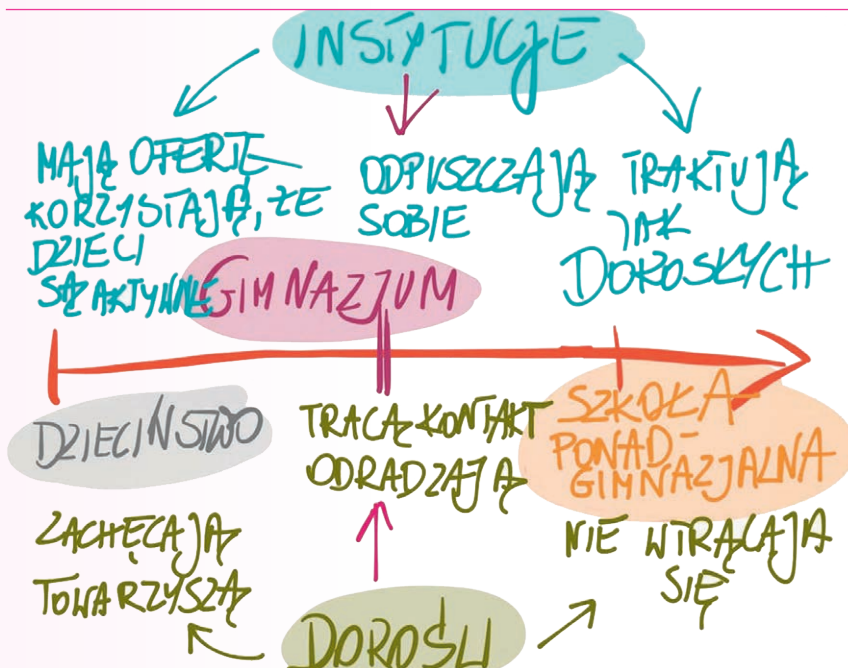 INSTYTUCJE
MAJĄ OFERTĘ
KORZYSTAJĄ, ŻE
DZIECI
SĄ AKTYWNE
ODPUSZCZAJĄ
SOBIE
TRAKTUJĄ
JAK
DOROSŁYCH
GIMNAZJUM
DZIECIŃSTWO
TRACĄ KONTAKT
ODRADZAJĄ
SZKOŁA
PONAD-
GIMNAZJALNA
ZACHĘCAJĄ
TOWARZYSZĄ
NIE WTRĄCAJĄ
SIĘ
DOROŚLI